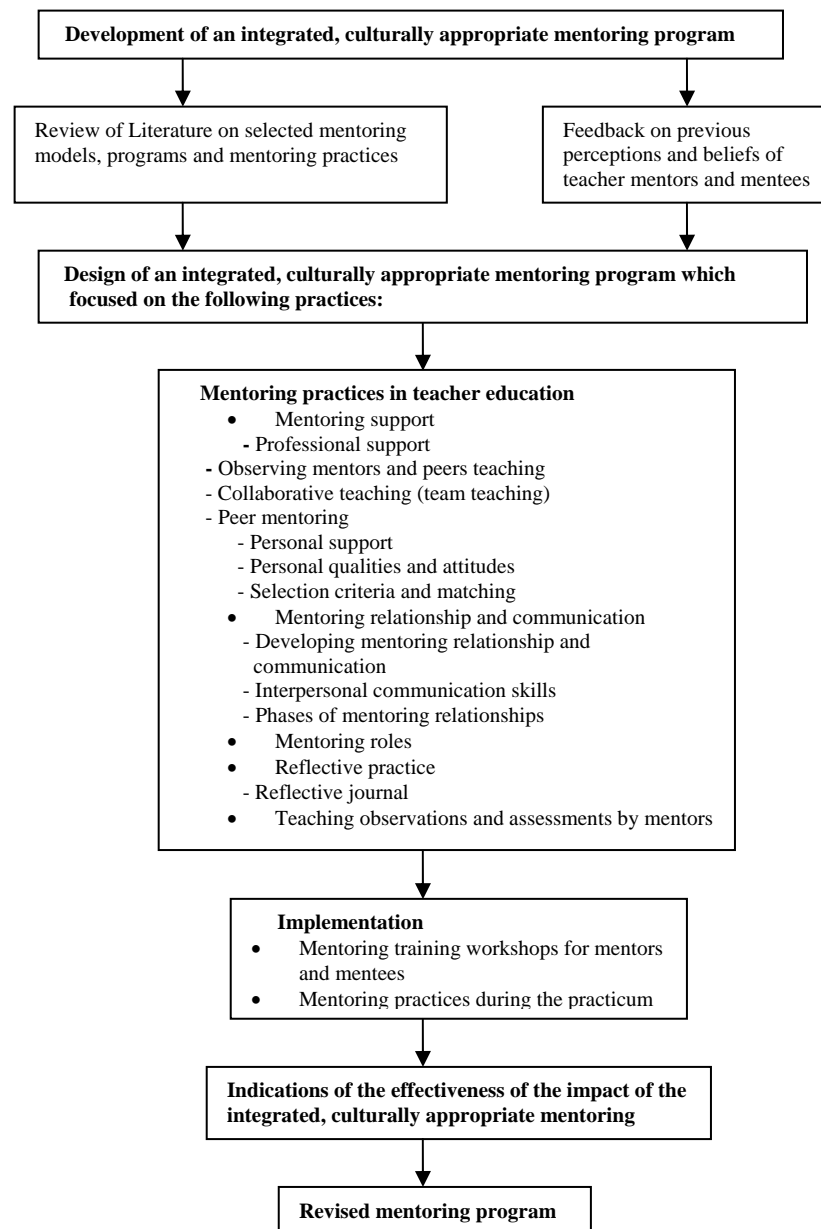 Development of an integrated, culturally appropriate mentoring program
Review of Literature on selected mentoring
models, programs and mentoring practices
Feedback on previous
perceptions and beliefs of
teacher mentors and mentees
Design of an integrated, culturally appropriate mentoring program which
focused on the following practices:
Mentoring practices in teacher education
• Mentoring support
- Professional support
- Observing mentors and peers teaching
- Collaborative teaching (team teaching)
- Peer mentoring
- Personal support
- Personal qualities and attitudes
- Selection criteria and matching
• Mentoring relationship and communication
- Developing mentoring relationship and
communication
- Interpersonal communication skills
- Phases of mentoring relationships
• Mentoring roles
• Reflective practice
- Reflective journal
• Teaching observations and assessments by mentors
Implementation
• Mentoring training workshops for mentors
and mentees
• Mentoring practices during the practicum
Indications of the effectiveness of the impact of the
integrated, culturally appropriate mentoring
Revised mentoring program